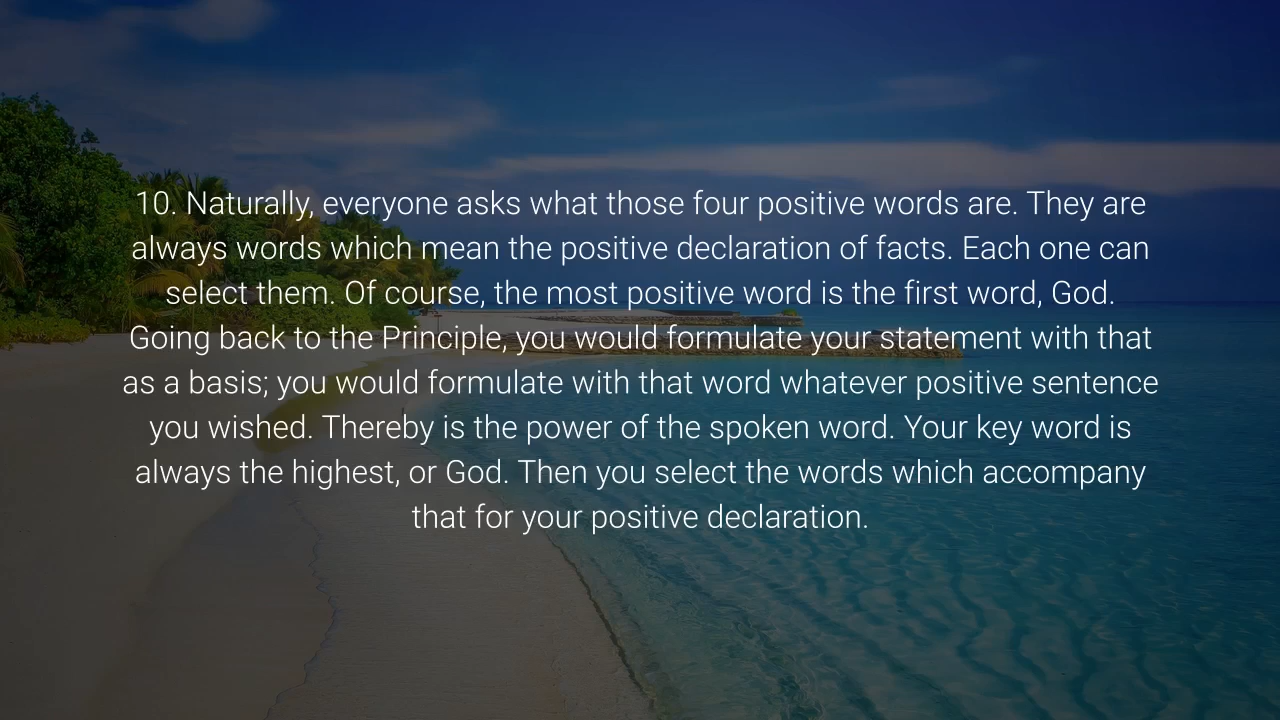 10. Naturally, everyone asks what those four positive words are. They are
always words which mean the positive declaration of facts. Each one can
select them. Of course, the most positive word is the first word, God.
Going back to the Principle, you would formulate your statement with that
as a basis; you would formulate with that word whatever positive sentence
you wished. Thereby is the power of the spoken word. Your key word is
always the highest, or God. Then you select the words which accompany
that for your positive declaration.